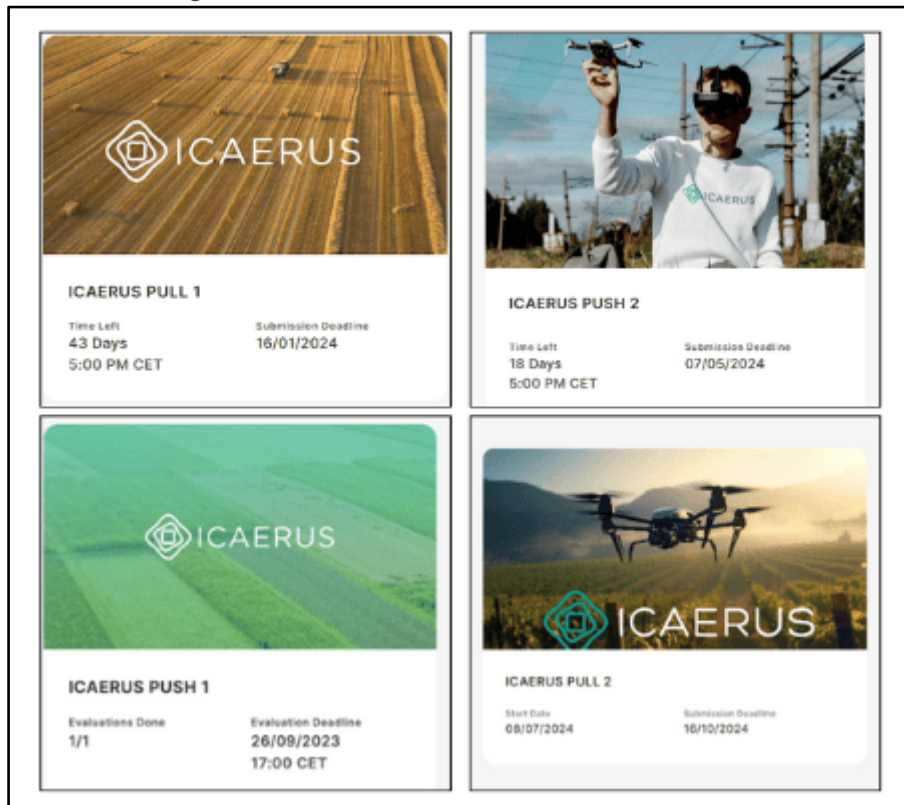 ICAERUS
ICAERUS PULL 1
Time Left
Submission Deadline
43 Days
16/01/2024
5:00 PM CET
ICAERUS
ICAERUS PUSH 2
Time Left
Submission Deadline
18 Days
07/05/2024
5:00 PM CET
ICAERUS
ICAERUS PUSH 1
Evaluations Done
Evaluation Deadline
1/1
26/09/2023
17:00 CET
ICAERUS
ICAERUS PULL 2
Start Date
Submission Deadline
08/07/2024
16/10/2024